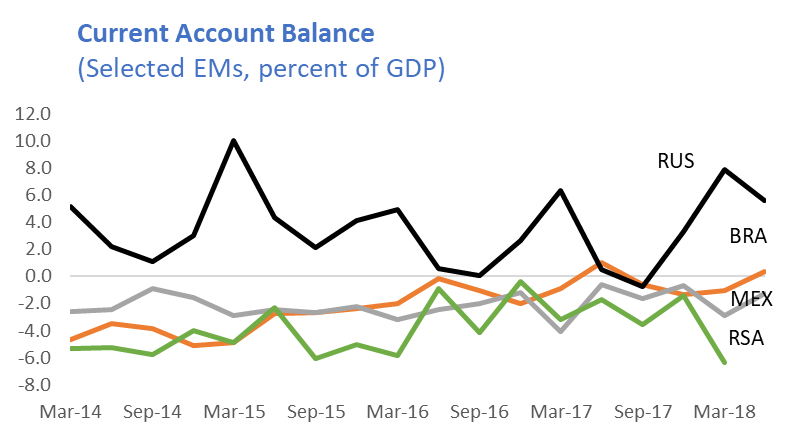 Current Account Balance
(Selected EMs, percent of GDP)
12.0
10.0
8.0
6.0
4.0
2.0
0.0
-2.0
-4.0
-6.0
-8.0
RUS
BRA
MEX
RSA
Mar-14 Sep-14 Mar-15 Sep-15 Mar-16 Sep-16 Mar-17 Sep-17 Mar-18